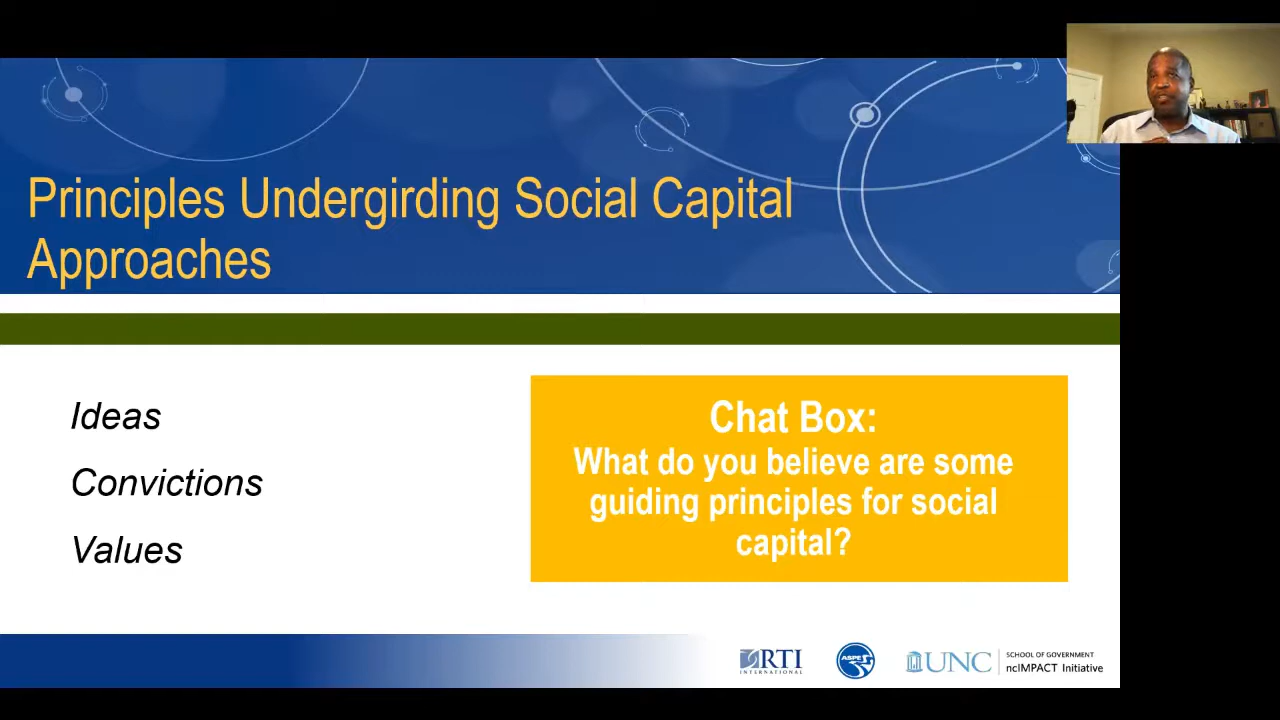 Principles Undergirding Social Capital
Approaches
Ideas
Convictions
Values
Chat Box:
What do you believe are some
guiding principles for social
capital?
RTI
INTERNATIONAL
ASPE
UNC
SCHOOL OF GOVERNMENT
ncIMPACT Initiative